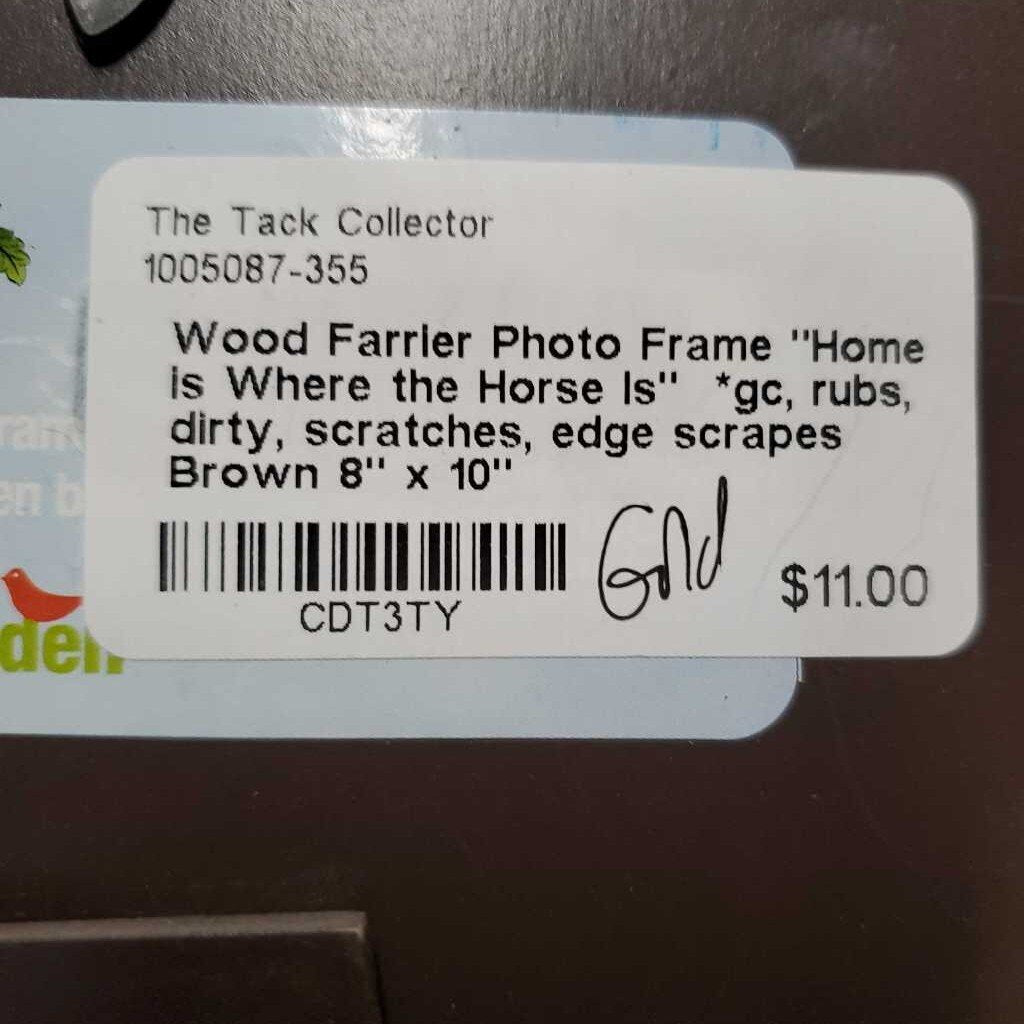 The Tack Collector
1005087-355
Wood Farrier Photo Frame "Home
is Where the Horse Is" *gc, rubs,
dirty, scratches, edge scrapes
Brown 8" x 10"
CDT3TY
$11.00